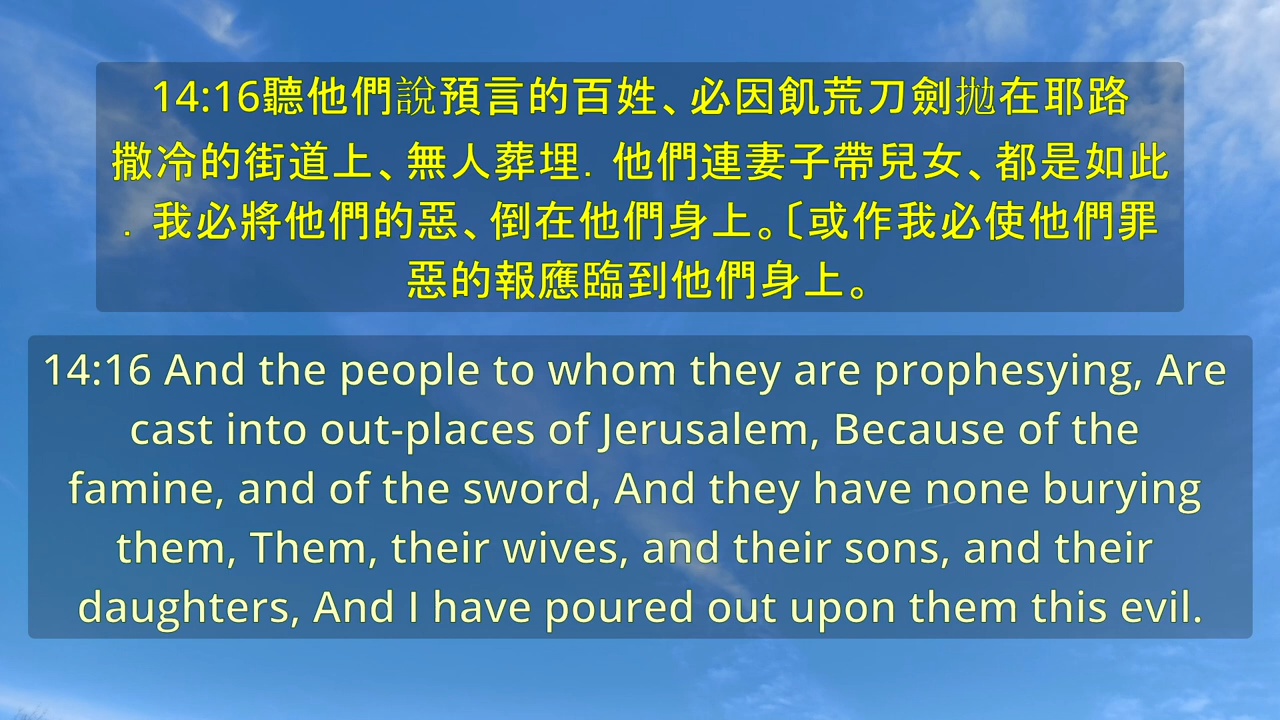 14:16聽他們說預言的百姓、必因飢荒刀劍拋在耶路
撒冷的街道上、無人葬埋．他們連妻子帶兒女、都是如此
．我必將他們的惡、倒在他們身上。〔或作我必使他們罪
惡的報應臨到他們身上。
14:16 And the people to whom they are prophesying, Are
cast into out-places of Jerusalem, Because of the
famine, and of the sword, And they have none burying
them, Them, their wives, and their sons, and their
daughters, And I have poured out upon them this evil.